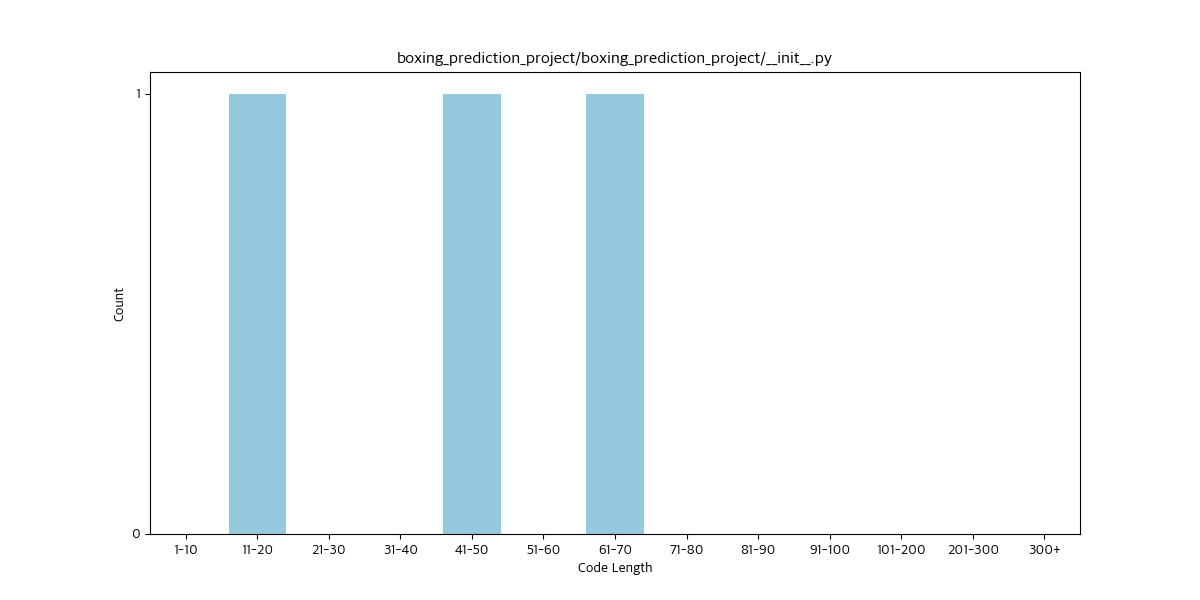 boxing_prediction_project/boxing_prediction_project/__init__.py
1
Count
0
1-10 11-20 21-30 31-40 41-50 51-60 61-70 71-80 81-90 91-100 101-200 201-300 300+
Code Length